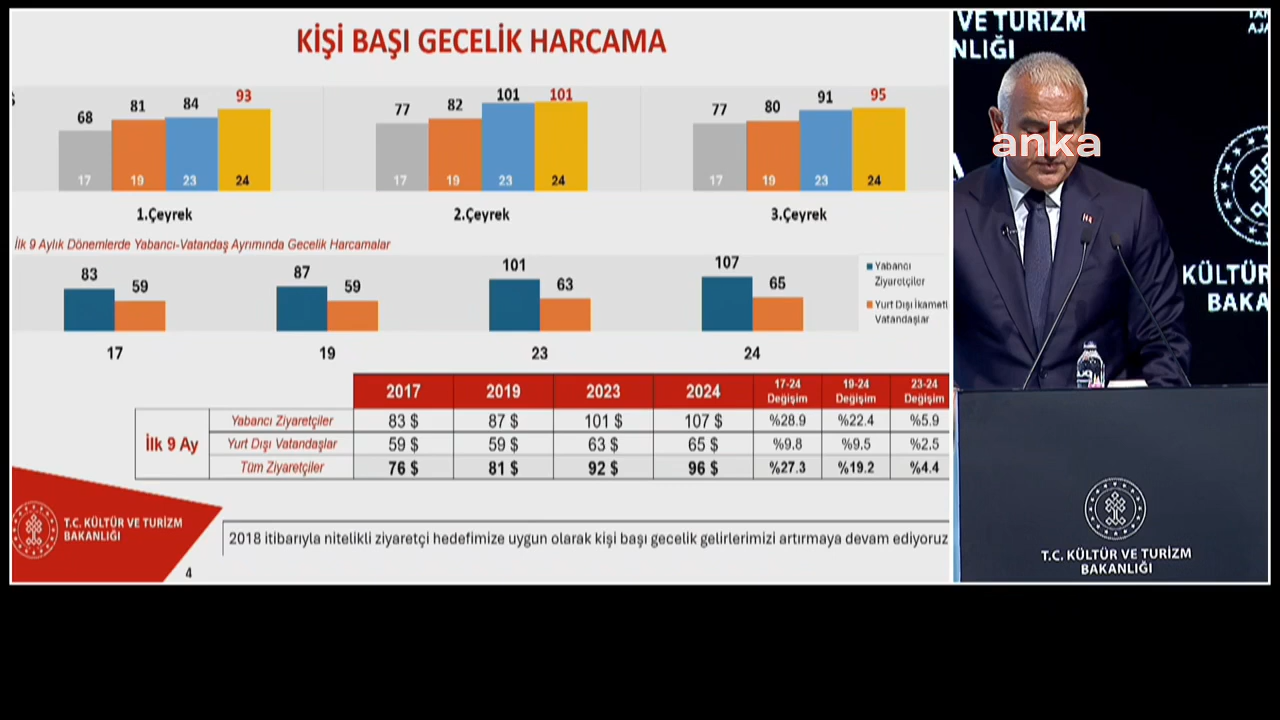 KİŞİ BAŞI GECELİK HARCAMA
68 81 84 93
17 19 23 24
1.Çeyrek
77 82 101 101
17 19 23 24
2.Çeyrek
77 80 91 95
17 19 23 24
3.Çeyrek
İlk 9 Aylık Dönemlerde Yabancı-Vatandaş Ayrımında Gecelik Harcamalar
83 59 87 59 101 63 107 65
17 19 23 24
Yabancı
Ziyaretçiler
Yurt Dışı İkametl
Vatandaşlar
2017 2019 2023 2024 17-24 Değişim 19-24 Değişim 23-24 Değişim
İlk 9 Ay
Yabancı Ziyaretçiler 83 $ 87 $ 101 $ 107 $ %28.9 %22.4 %5.9
Yurt Dışı Vatandaşlar 59 $ 59 $ 63 $ 65 $ %9.8 %9.5 %2.5
Tüm Ziyaretçiler 76 $ 81 $ 92 $ 96 $ %27.3 %19.2 %4.4
T.C. KÜLTÜR VE TURİZM
BAKANLIĞI
2018 itibarıyla nitelikli ziyaretçi hedefimize uygun olarak kişi başı gecelik gelirlerimizi artırmaya devam ediyoruz
4
VE TURİZM
NLIĞI
anka
KÜLTÜR
BAKA
T.C. KÜLTÜR VE TURİZM
BAKANLIĞI